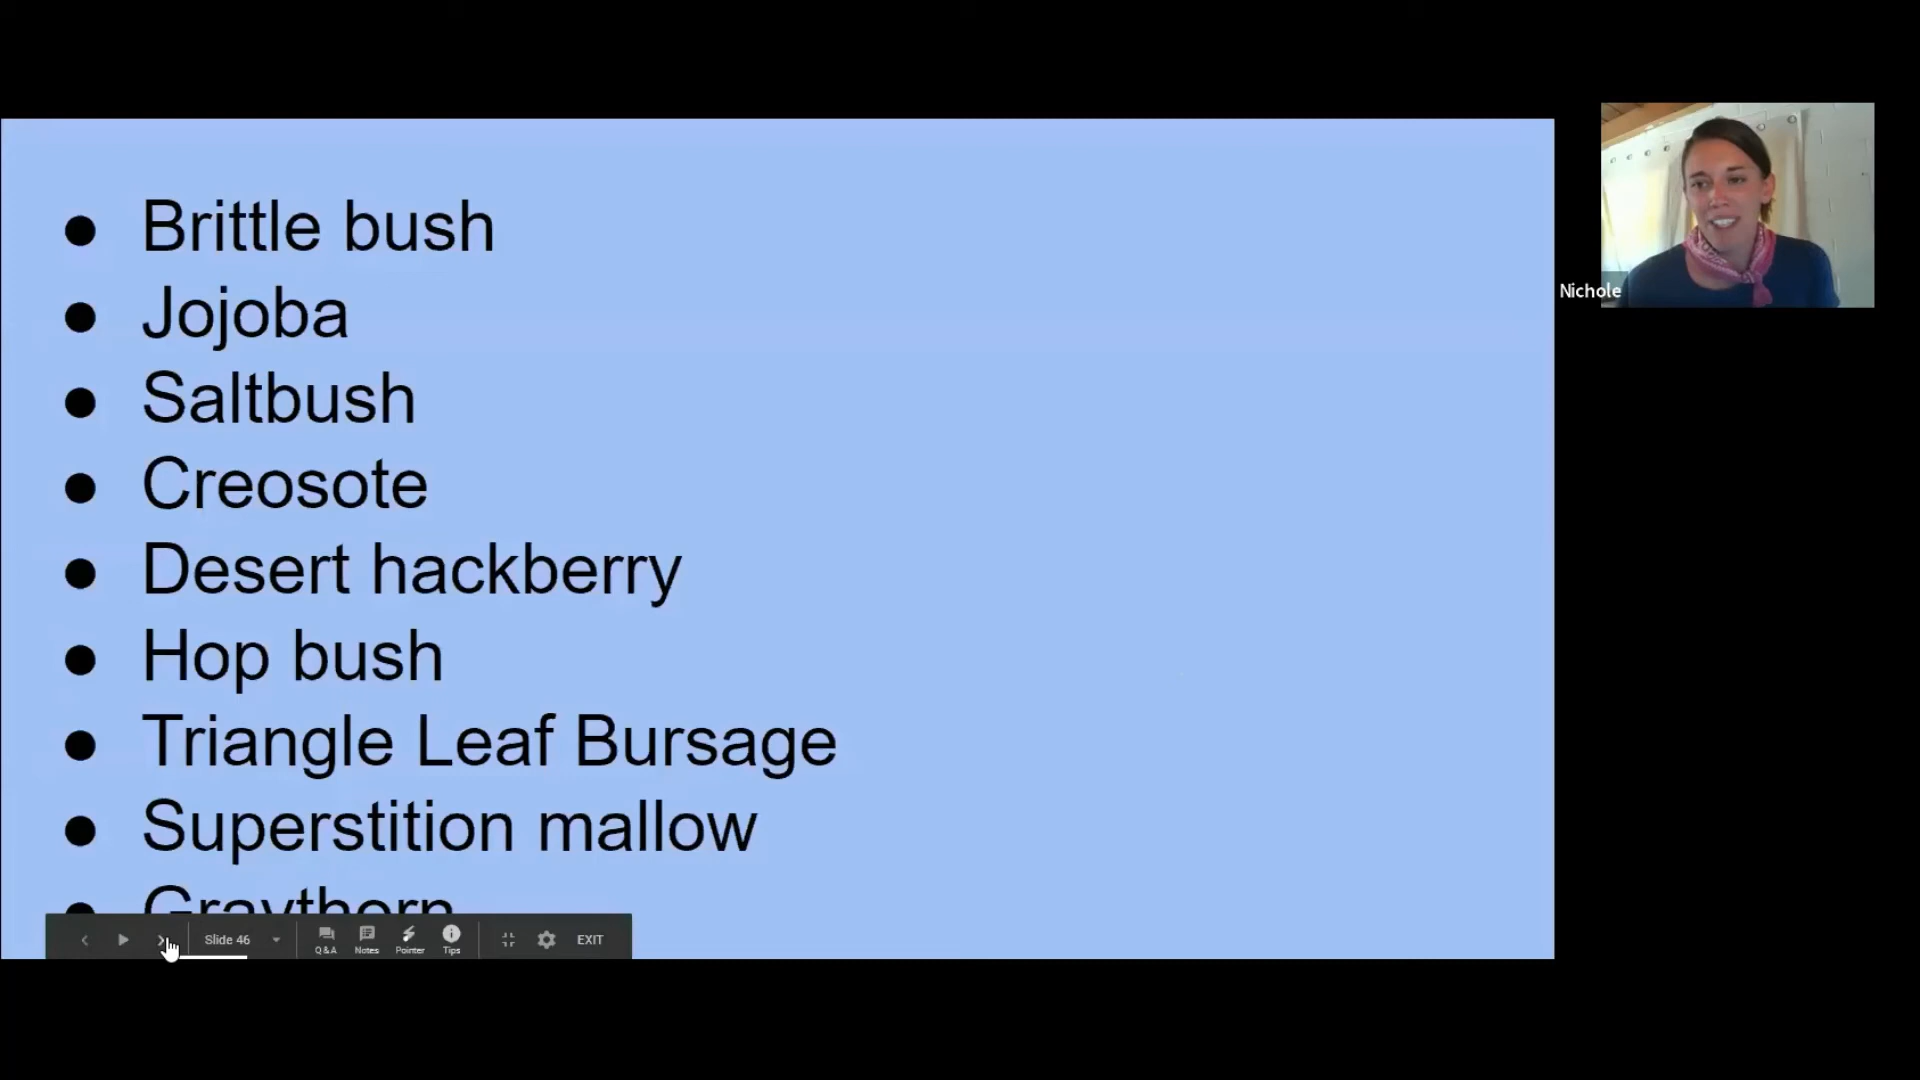 ● Brittle bush
● Jojoba
● Saltbush
● Creosote
● Desert hackberry
● Hop bush
● Triangle Leaf Bursage
● Superstition mallow
● Graythorn
Slide 46
Q&A
Notes
Pointer
Tips
EXIT
Nichole